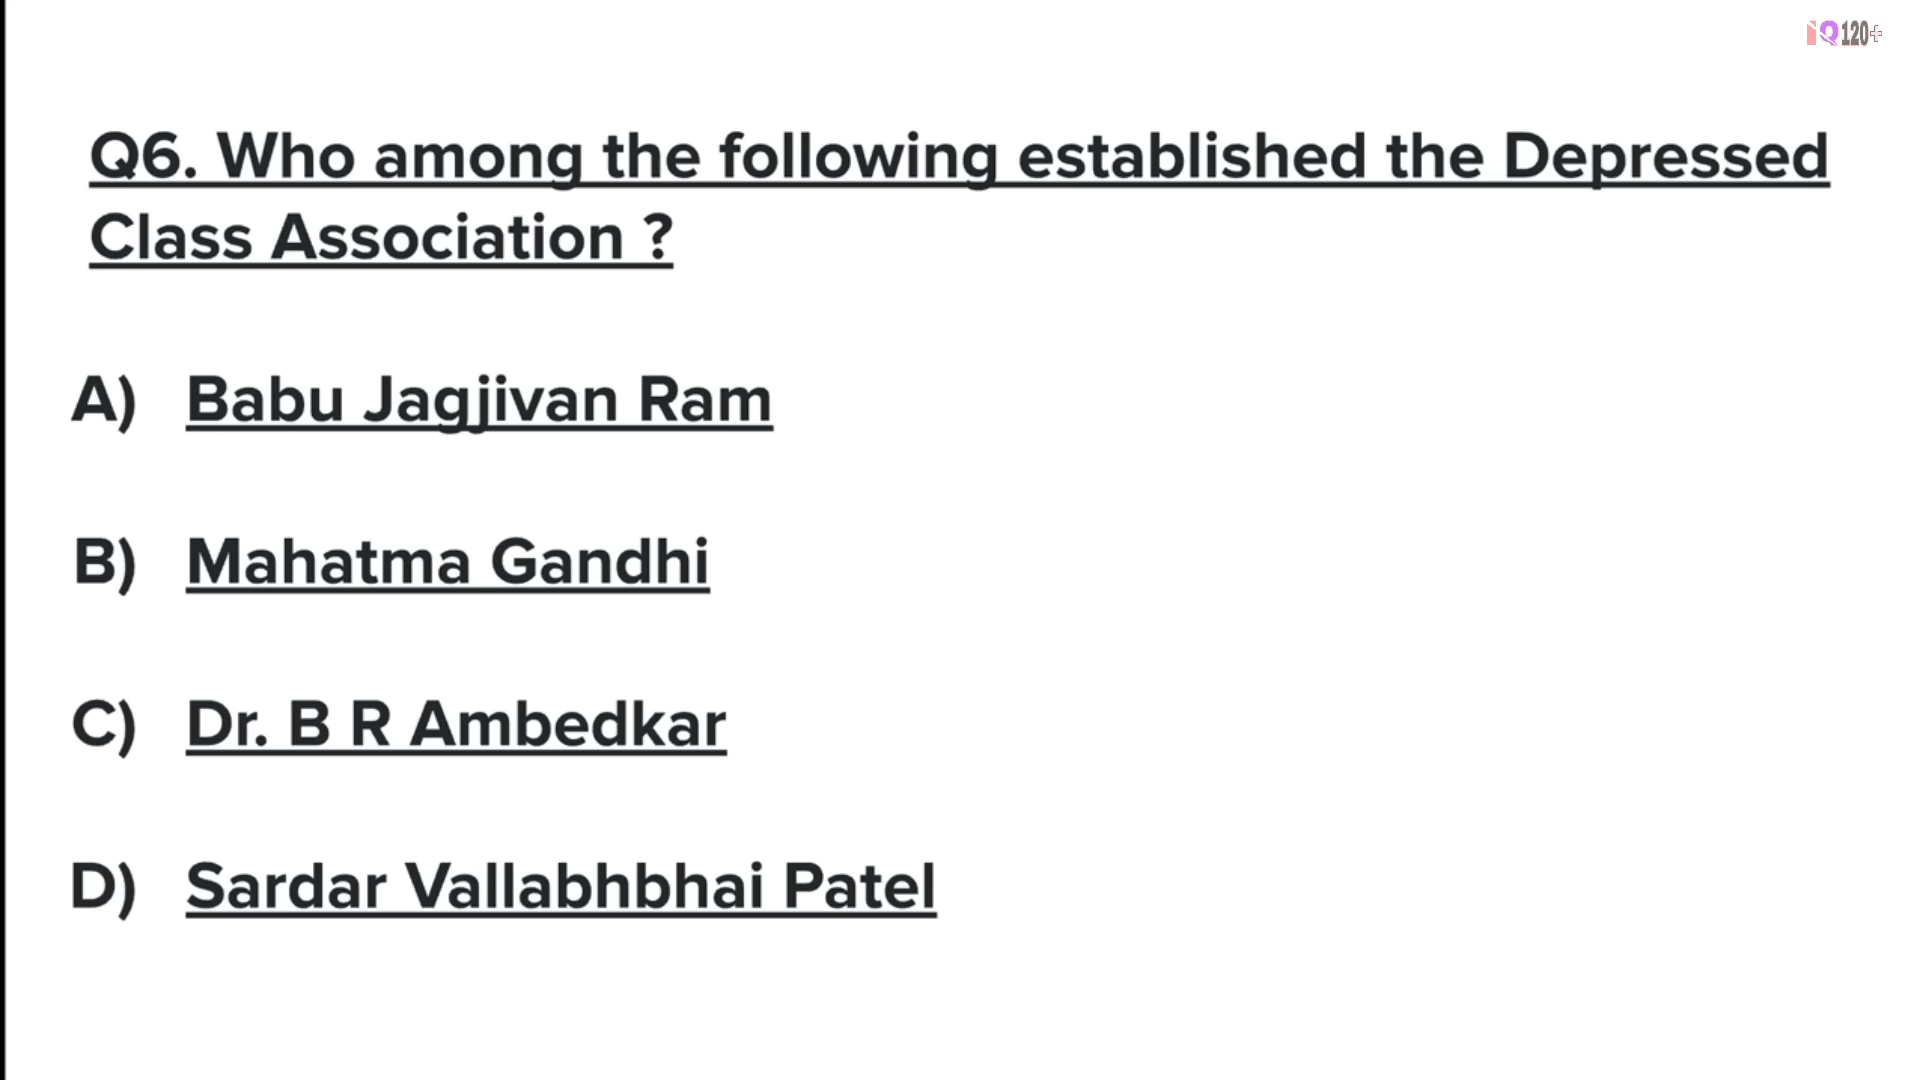 iQ120+
Q6. Who among the following established the Depressed
Class Association ?
A) Babu Jagjivan Ram
B) Mahatma Gandhi
C) Dr. B R Ambedkar
D) Sardar Vallabhbhai Patel